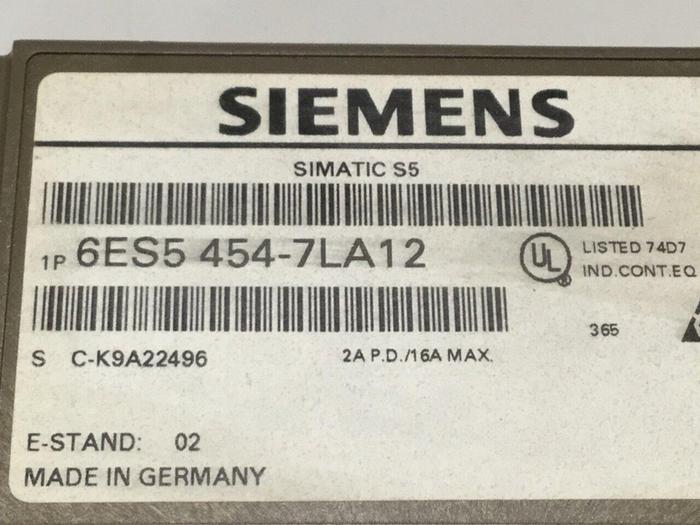 SIEMENS
SIMATIC S5
1P 6ES5 454-7LA12
UL
®
LISTED 74D7
IND.CONT.EQ
365
S C-K9A22496
2A P.D./16A MAX.
E-STAND: 02
MADE IN GERMANY